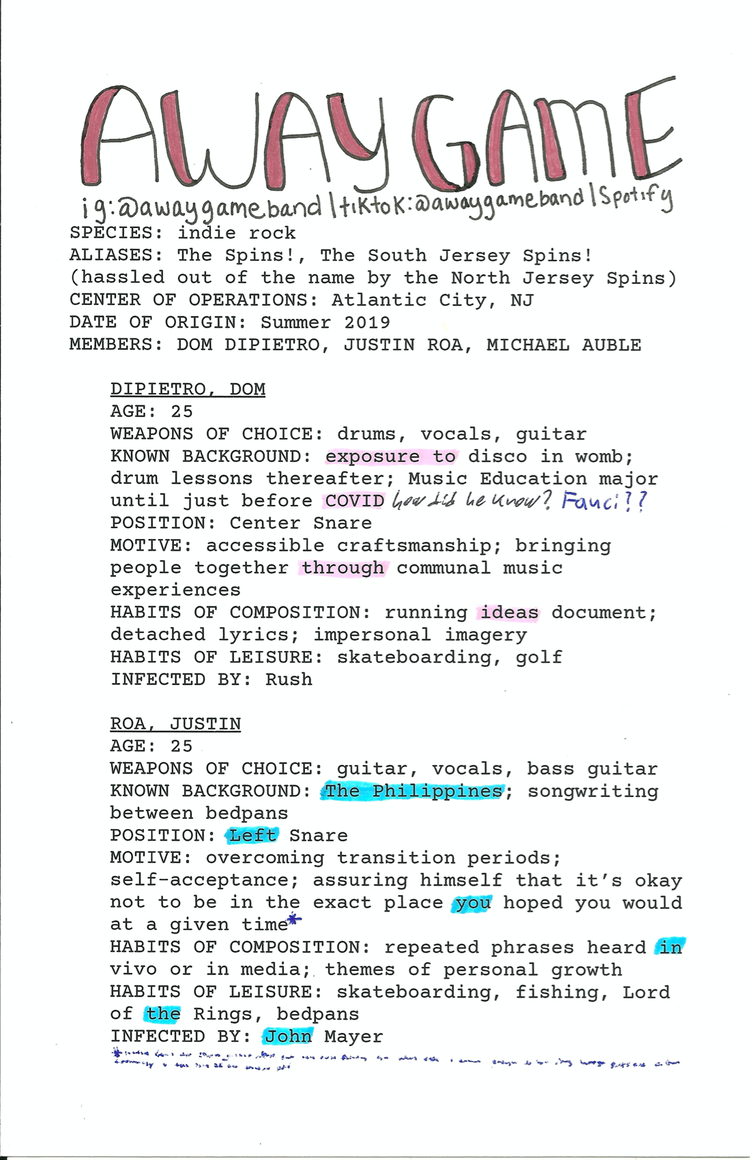 AWAY GAME
ig:@awaygameband | tiktok:@awaygameband | Spotify
SPECIES: indie rock
ALIASES: The Spins!, The South Jersey Spins!
(hassled out of the name by the North Jersey Spins)
CENTER OF OPERATIONS: Atlantic City, NJ
DATE OF ORIGIN: Summer 2019
MEMBERS: DOM DIPIETRO, JUSTIN ROA, MICHAEL AUBLE
DIPIETRO, DOM
AGE: 25
WEAPONS OF CHOICE: drums, vocals, guitar
KNOWN BACKGROUND: exposure to disco in womb;
drum lessons thereafter; Music Education major
until just before COVID how did he know? Fauci??
POSITION: Center Snare
MOTIVE: accessible craftsmanship; bringing
people together through communal music
experiences
HABITS OF COMPOSITION: running ideas document;
detached lyrics; impersonal imagery
HABITS OF LEISURE: skateboarding, golf
INFECTED BY: Rush
ROA, JUSTIN
AGE: 25
WEAPONS OF CHOICE: guitar, vocals, bass guitar
KNOWN BACKGROUND: The Philippines; songwriting
between bedpans
POSITION: Left Snare
MOTIVE: overcoming transition periods;
self-acceptance; assuring himself that it's okay
not to be in the exact place you hoped you would
at a given time*
HABITS OF COMPOSITION: repeated phrases heard in
vivo or in media; themes of personal growth
HABITS OF LEISURE: skateboarding, fishing, Lord
of the Rings, bedpans
INFECTED BY: John Mayer